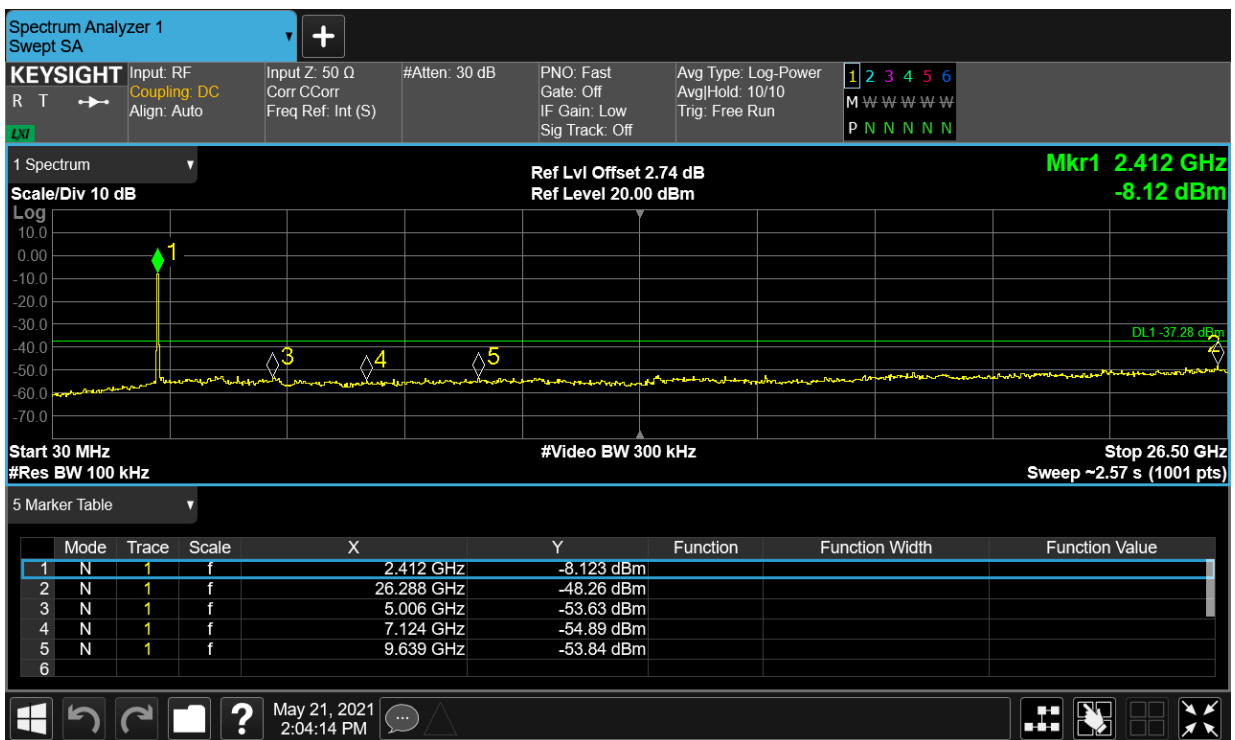 Spectrum Analyzer 1
Swept SA
+
KEYSIGHT
R T
LXI
Input: RF
Coupling: DC
Align: Auto
Input Z: 50 Ω
Corr CCorr
Freq Ref: Int (S)
#Atten: 30 dB
PNO: Fast
Gate: Off
IF Gain: Low
Sig Track: Off
Avg Type: Log-Power
Avg|Hold: 10/10
Trig: Free Run
1 2 3 4 5 6
M W W W W W
P N N N N N
1 Spectrum
Scale/Div 10 dB
Ref Lvl Offset 2.74 dB
Ref Level 20.00 dBm
Mkr1 2.412 GHz
-8.12 dBm
Log
10.0
0.00
-10.0
-20.0
-30.0
-40.0
-50.0
-60.0
-70.0
1
3
4
5
DL1 -37.28 dBm
2
Start 30 MHz
#Video BW 300 kHz
Stop 26.50 GHz
#Res BW 100 kHz
Sweep ~2.57 s (1001 pts)
5 Marker Table
Mode Trace Scale X Y Function Function Width Function Value
1 N 1 f 2.412 GHz -8.123 dBm
2 N 1 f 26.288 GHz -48.26 dBm
3 N 1 f 5.006 GHz -53.63 dBm
4 N 1 f 7.124 GHz -54.89 dBm
5 N 1 f 9.639 GHz -53.84 dBm
6
?
May 21, 2021
2:04:14 PM